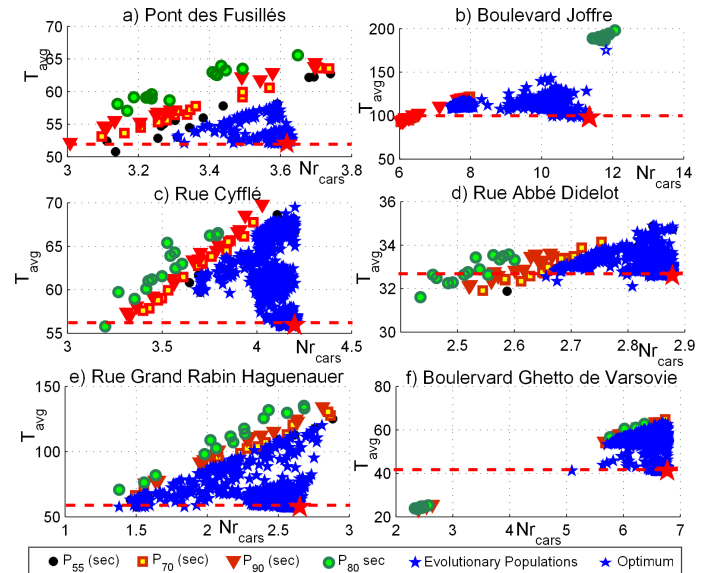 a) Pont des Fusillés
b) Boulevard Joffre
T avg
70
65
60
55
50
3
3.2
3.4
3.6
3.8
Nr cars
T avg
200
150
100
50
6
8
10
12
14
Nr cars
c) Rue Cyfflé
d) Rue Abbé Didelot
T avg
70
65
60
55
3
3.5
4
4.5
Nr cars
T avg
36
34
32
30
2.5
2.6
2.7
2.8
2.9
Nr cars
e) Rue Grand Rabin Haguenauer
f) Boulervard Ghetto de Varsovie
T avg
150
100
50
1
1.5
2
2.5
3
Nr cars
T avg
80
60
40
20
2
3
4
5
6
7
Nr cars
P55 (sec) P70 (sec) P90 (sec) P80 sec Evolutionary Populations Optimum